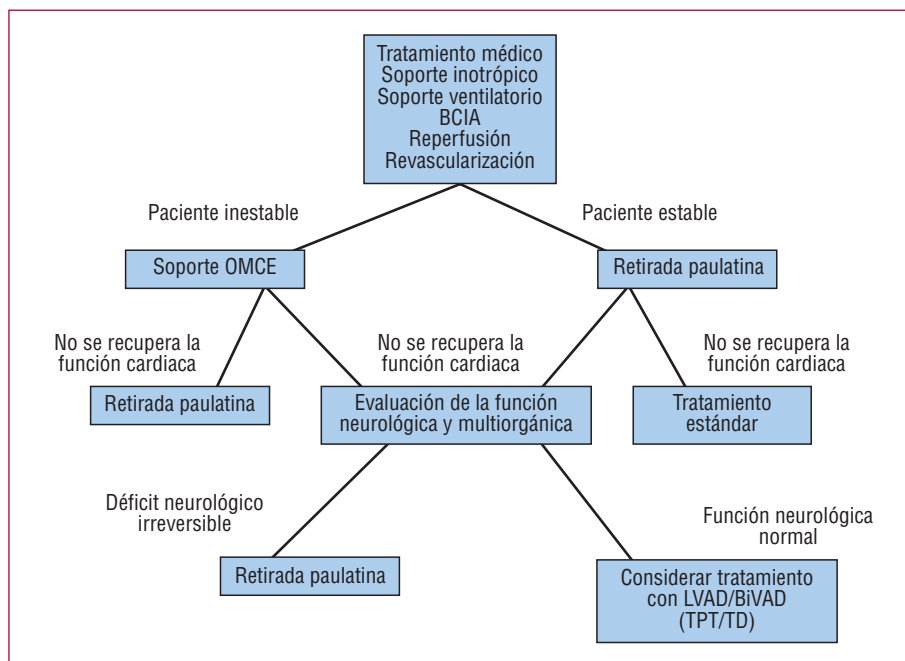 Tratamiento médico
Soporte inotrópico
Soporte ventilatorio
BCIA
Reperfusión
Revascularización
Paciente inestable
Paciente estable
Soporte OMCE
Retirada paulatina
No se recupera la
función cardiaca
No se recupera la
función cardiaca
No se recupera la
función cardiaca
Retirada paulatina
Evaluación de la función
neurológica y multiorgánica
Tratamiento
estándar
Déficit neurológico
irreversible
Función neurológica
normal
Retirada paulatina
Considerar tratamiento
con LVAD/BiVAD
(TPT/TD)